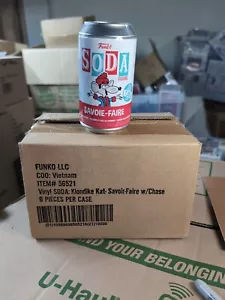 Funko
SODA
SAVOIE-FAIRE
FUNKO LLC
COO: Vietnam
ITEM# 56521
Vinyl SODA: Klondike Kat- Savoir-Faire w/Chase
6 PIECES PER CASE
YOUR BELONGING
U-Haul